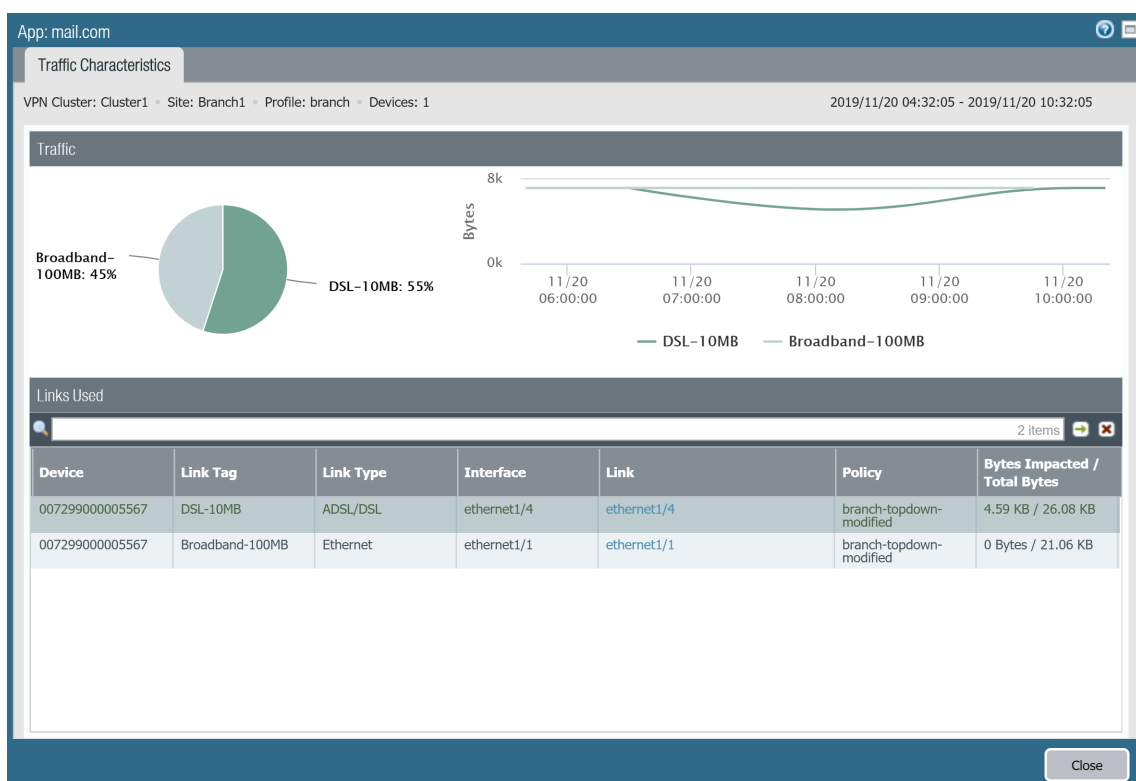 App: mail.com
Traffic Characteristics
VPN Cluster: Cluster1 Site: Branch1 Profile: branch Devices: 1
2019/11/20 04:32:05 - 2019/11/20 10:32:05
Traffic
Broadband-
100MB: 45%
DSL-10MB: 55%
8k
Bytes
0k
11/20
06:00:00
11/20
07:00:00
11/20
08:00:00
11/20
09:00:00
11/20
10:00:00
DSL-10MB Broadband-100MB
Links Used
2 items
Device Link Tag Link Type Interface Link Policy Bytes Impacted /
Total Bytes
007299000005567 DSL-10MB ADSL/DSL ethernet1/4 ethernet1/4 branch-topdown- 4.59 KB / 26.08 KB
modified
007299000005567 Broadband-100MB Ethernet ethernet1/1 ethernet1/1 branch-topdown- 0 Bytes / 21.06 KB
modified
Close